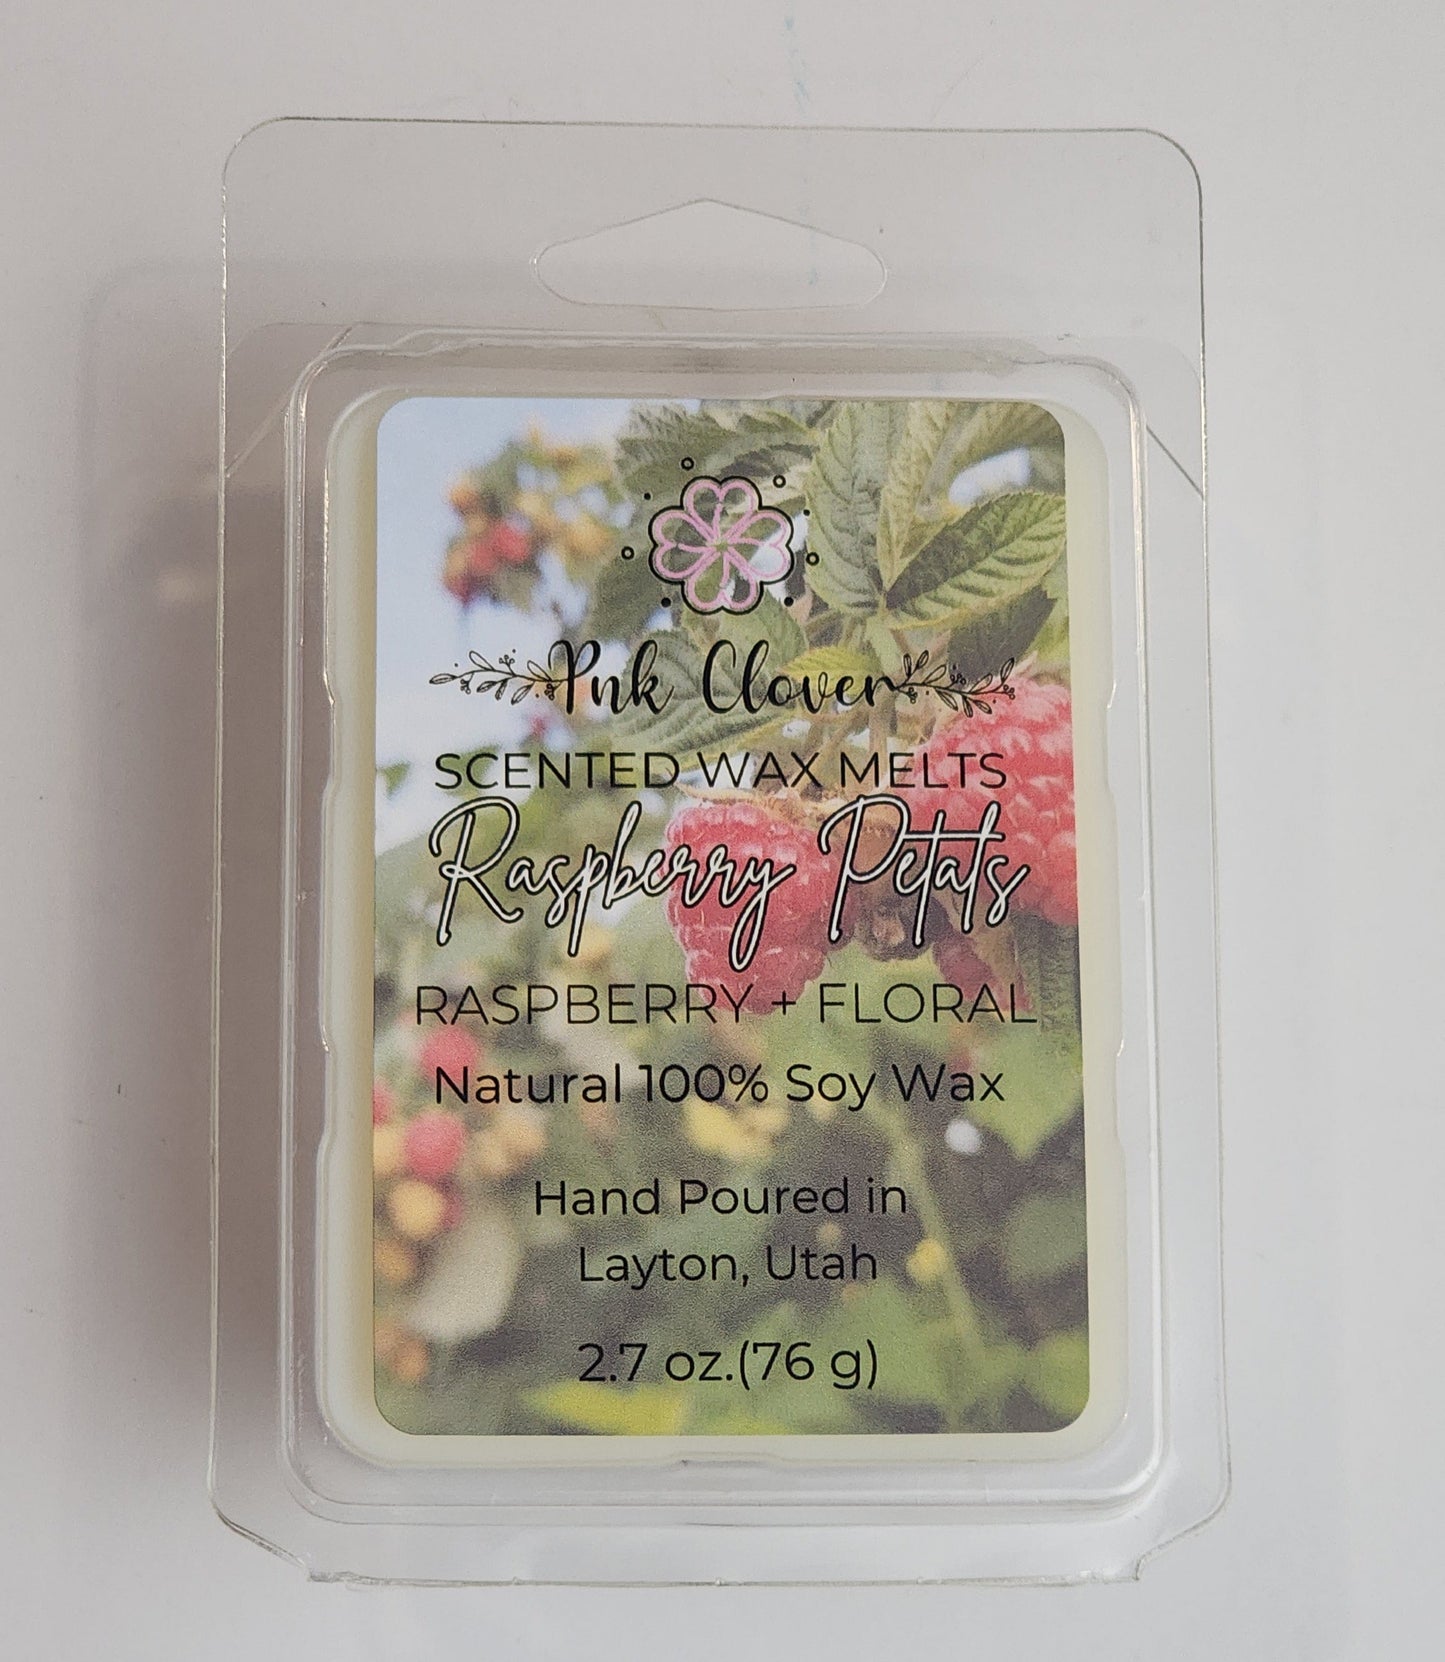 Pnk Clover
SCENTED WAX MELTS
Raspberry Petals
RASPBERRY + FLORAL
Natural 100% Soy Wax
Hand Poured in
Layton, Utah
2.7 oz.(76 g)